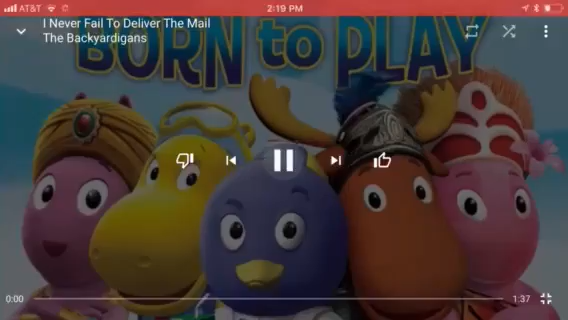 AT&T 2:19 PM
I Never Fail To Deliver The Mail
The Backyardigans
BORN to PLAY
0:00 1:37